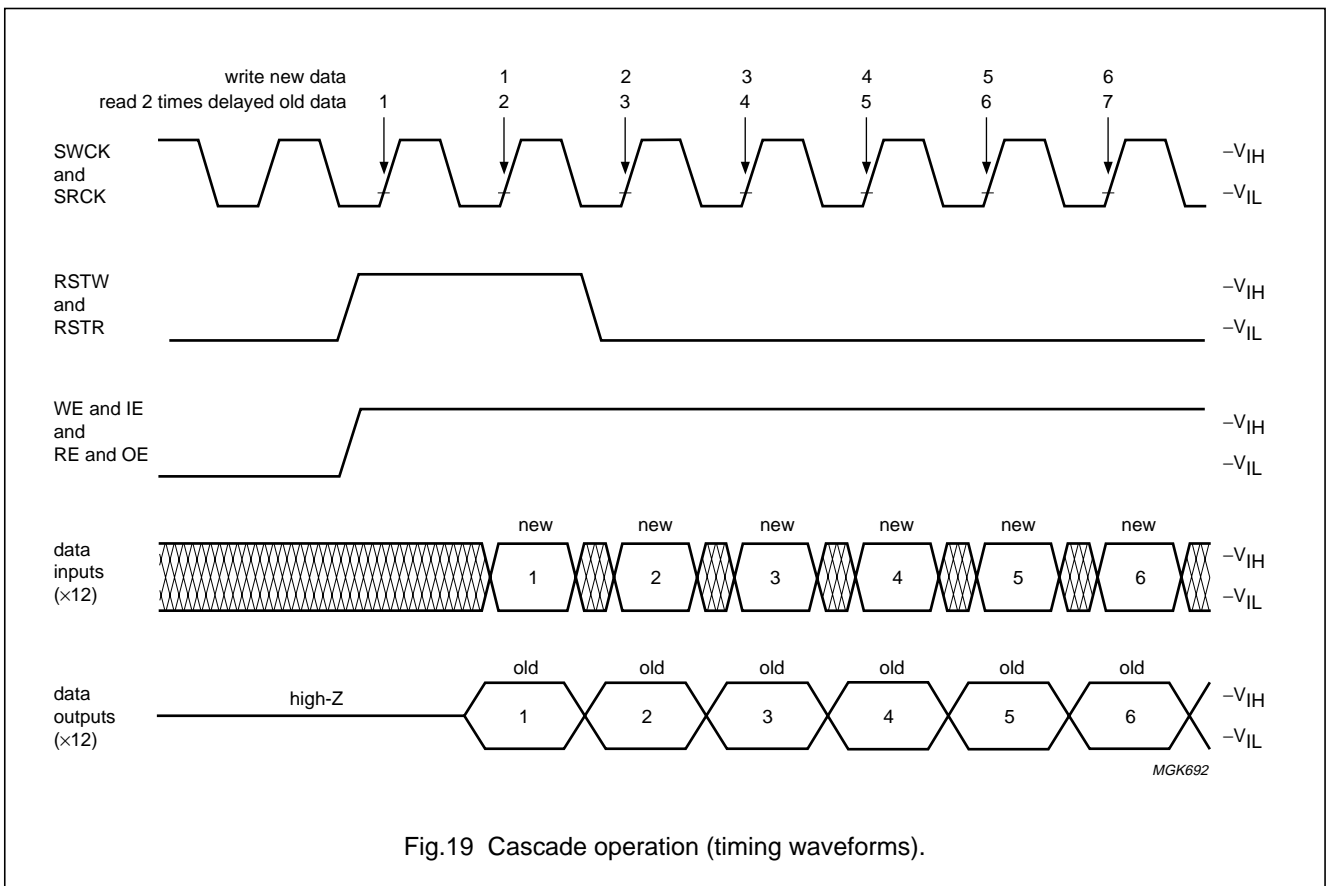 write new data 1 2 3 4 5 6
read 2 times delayed old data 1 2 3 4 5 6 7
SWCK
and
SRCK
–VIH
–VIL
RSTW
and
RSTR
–VIH
–VIL
WE and IE
and
RE and OE
–VIH
–VIL
new new new new new new
data
inputs
(×12)
1 2 3 4 5 6
–VIH
–VIL
old old old old old old
data
outputs
(×12)
high-Z
1 2 3 4 5 6
–VIH
–VIL
MGK692
Fig.19 Cascade operation (timing waveforms).